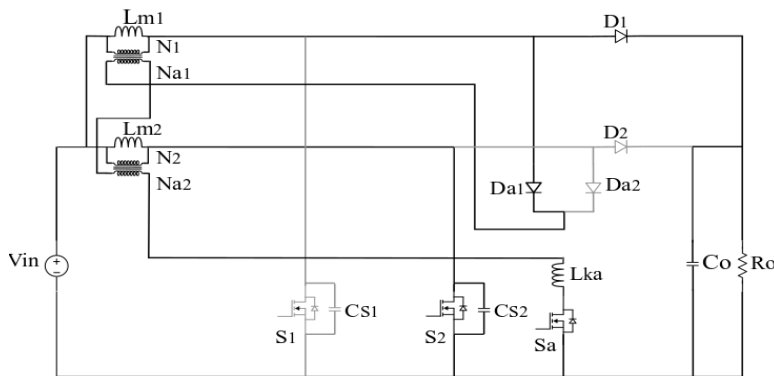 Lm1
D1
N1
Na1
Lm2
D2
N2
Na2
Da1
Da2
Vin
Lka
Co
Ro
CS1
CS2
S1
S2
Sa